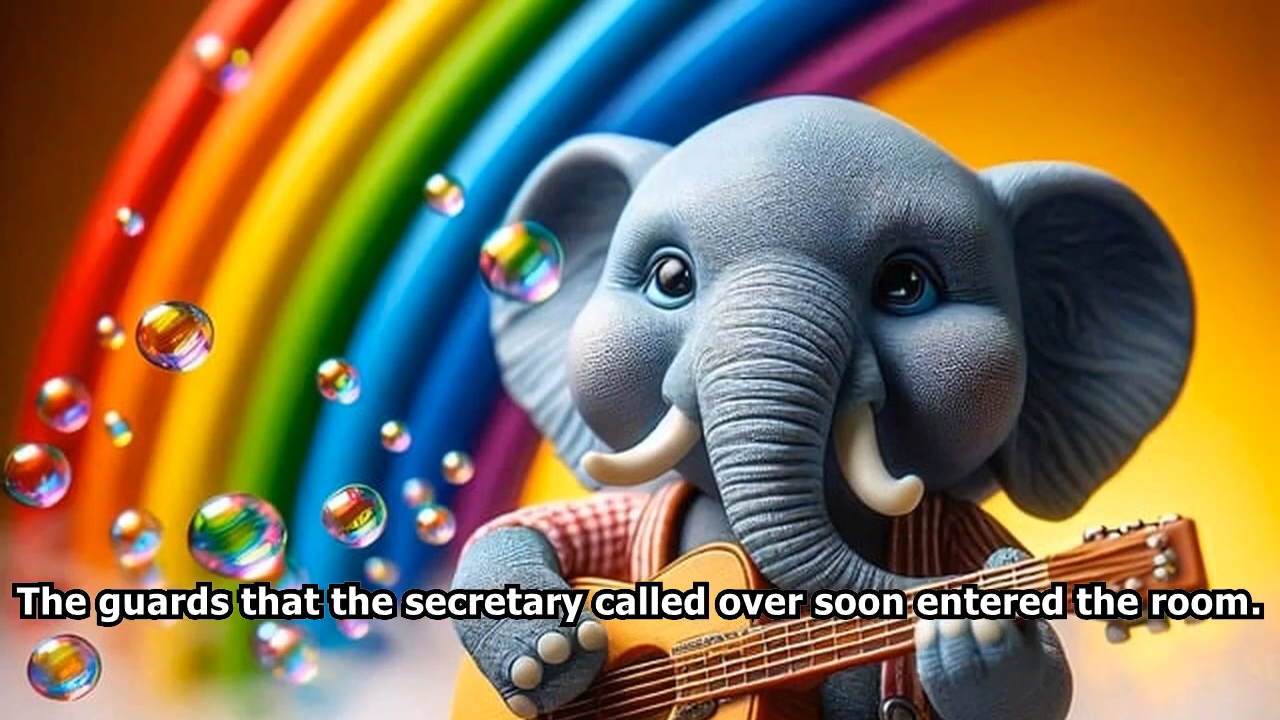 The guards that the secretary called over soon entered the room.